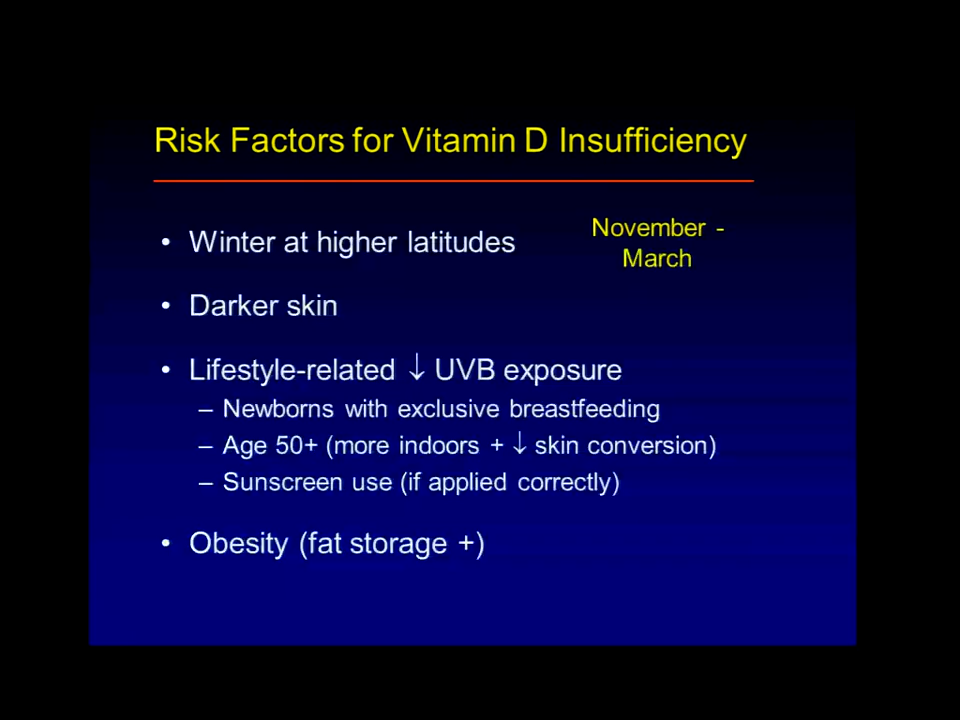 Risk Factors for Vitamin D Insufficiency
• Winter at higher latitudes
November -
March
• Darker skin
• Lifestyle-related ↓ UVB exposure
– Newborns with exclusive breastfeeding
– Age 50+ (more indoors + ↓ skin conversion)
– Sunscreen use (if applied correctly)
• Obesity (fat storage +)